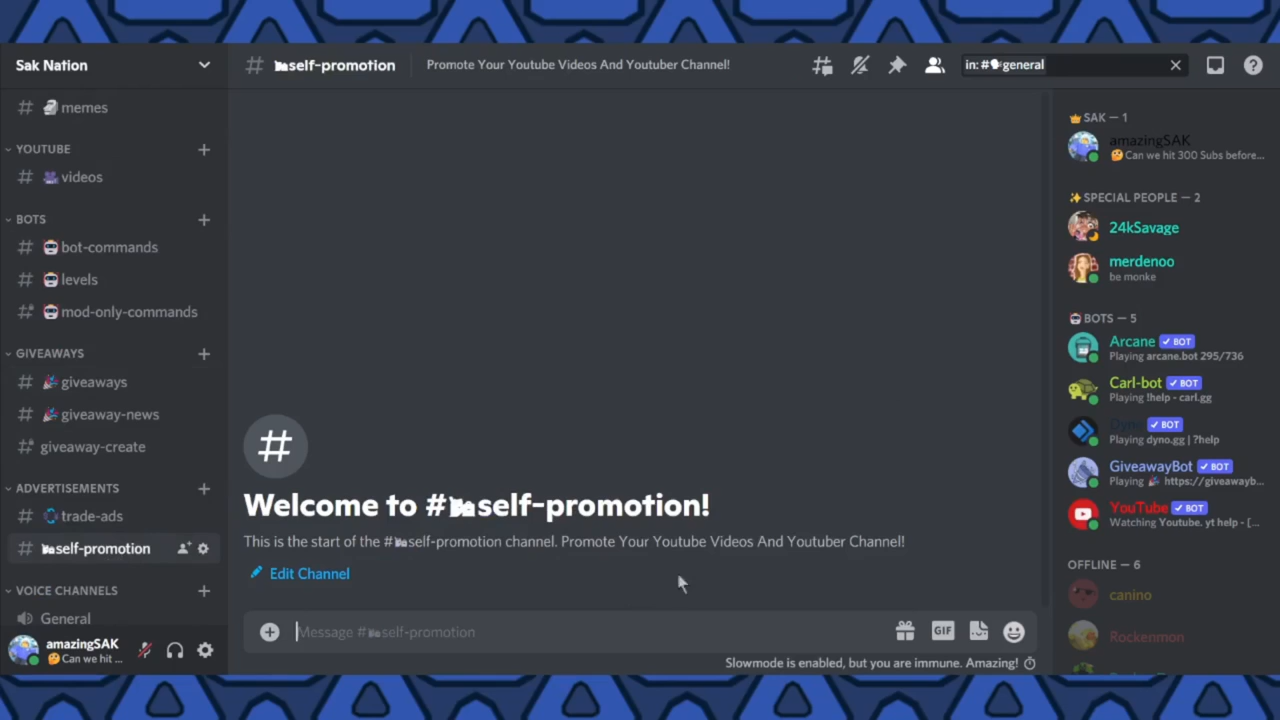 Sak Nation
self-promotion
Promote Your Youtube Videos And Youtuber Channel!
in: #🗣general
memes
YOUTUBE
videos
BOTS
bot-commands
levels
mod-only-commands
GIVEAWAYS
giveaways
giveaway-news
giveaway-create
ADVERTISEMENTS
trade-ads
self-promotion
VOICE CHANNELS
General
amazingSAK
🤔Can we hit ...
Welcome to #self-promotion!
This is the start of the #self-promotion channel. Promote Your Youtube Videos And Youtuber Channel!
Edit Channel
Message #self-promotion
GIF
Slowmode is enabled, but you are immune. Amazing!
SAK — 1
amazingSAK
🤔Can we hit 300 Subs before...
✨SPECIAL PEOPLE — 2
24kSavage
merdenoo
be monke
🤖BOTS — 5
Arcane ✓ BOT
Playing arcane.bot 295/736
Carl-bot ✓ BOT
Playing !help - carl.gg
Dyno ✓ BOT
Playing dyno.gg | ?help
GiveawayBot ✓ BOT
Playing 🎉 https://giveawayb...
YouTube ✓ BOT
Watching Youtube. yt help - [...
OFFLINE — 6
canino
Rockenmon